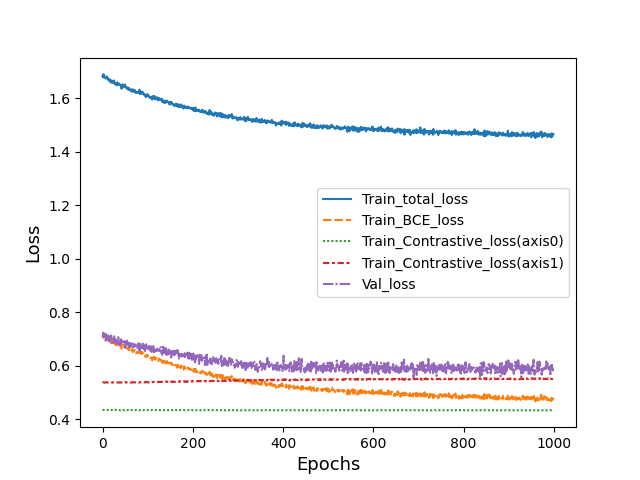 1.6
1.4
1.2
1.0
0.8
0.6
0.4
Loss
Train_total_loss
Train_BCE_loss
Train_Contrastive_loss(axis0)
Train_Contrastive_loss(axis1)
Val_loss
0 200 400 600 800 1000
Epochs